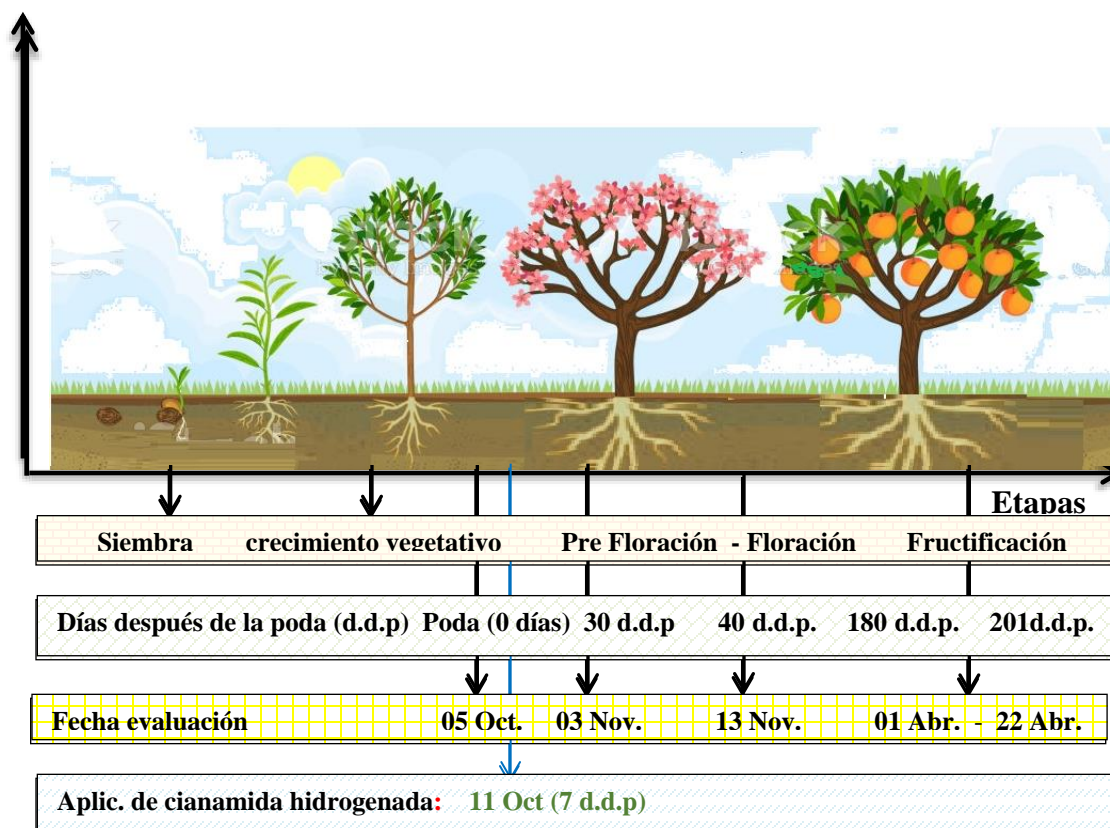 Etapas
Siembra crecimiento vegetativo Pre Floración - Floración Fructificación
Días después de la poda (d.d.p) Poda (0 días) 30 d.d.p 40 d.d.p. 180 d.d.p. 201d.d.p.
Fecha evaluación 05 Oct. 03 Nov. 13 Nov. 01 Abr. - 22 Abr.
Aplic. de cianamida hidrogenada: 11 Oct (7 d.d.p)